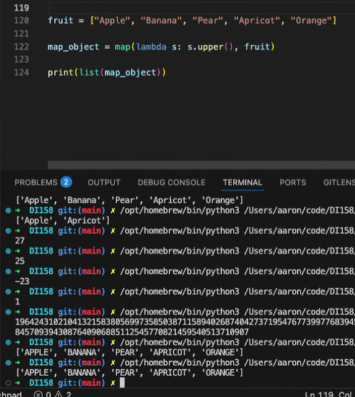 119
120 fruit = ["Apple", "Banana", "Pear", "Apricot", "Orange"]
121
122 map_object = map(lambda s: s.upper(), fruit)
123
124 print(list(map_object))
PROBLEMS 2 OUTPUT DEBUG CONSOLE TERMINAL PORTS GITLENS
['Apple', 'Banana', 'Pear', 'Apricot', 'Orange']
→ DI158 git:(main) ✗ /opt/homebrew/bin/python3 /Users/aaron/code/DI158/
['Apple', 'Apricot']
→ DI158 git:(main) ✗ /opt/homebrew/bin/python3 /Users/aaron/code/DI158/
27
→ DI158 git:(main) ✗ /opt/homebrew/bin/python3 /Users/aaron/code/DI158/
25
→ DI158 git:(main) ✗ /opt/homebrew/bin/python3 /Users/aaron/code/DI158/
-23
→ DI158 git:(main) ✗ /opt/homebrew/bin/python3 /Users/aaron/code/DI158/
1
→ DI158 git:(main) ✗ /opt/homebrew/bin/python3 /Users/aaron/code/DI158/
→ DI158 git:(main) ✗ /opt/homebrew/bin/python3 /Users/aaron/code/DI158/
['APPLE', 'BANANA', 'PEAR', 'APRICOT', 'ORANGE']
→ DI158 git:(main) ✗ /opt/homebrew/bin/python3 /Users/aaron/code/DI158/
['APPLE', 'BANANA', 'PEAR', 'APRICOT', 'ORANGE']
→ DI158 git:(main) ✗
hpad 0 2 Ln 119, Col